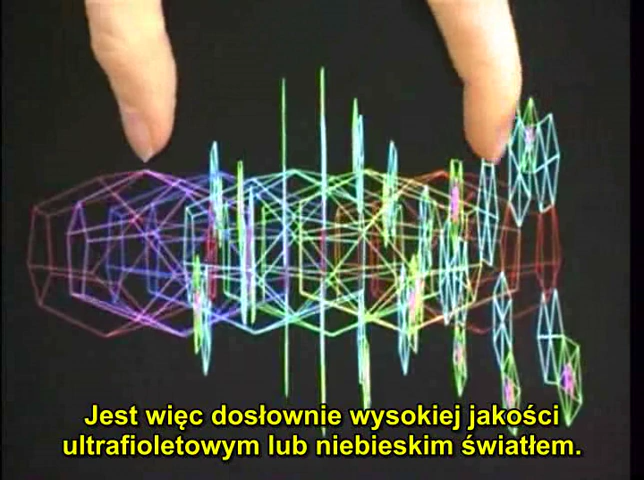 Jest więc dosłownie wysokiej jakości
ultrafioletowym lub niebieskim światłem.